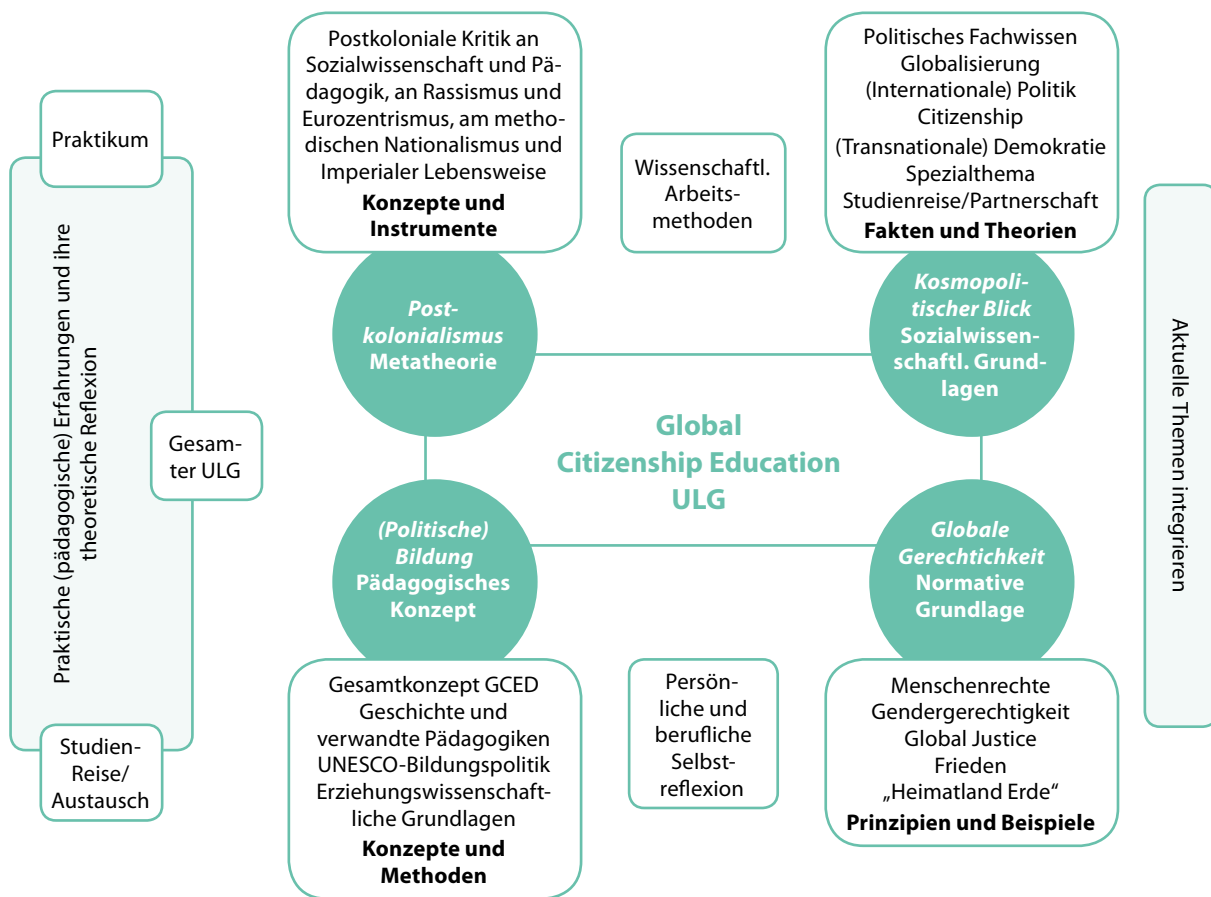 Postkoloniale Kritik an
Sozialwissenschaft und Pä-
dagogik, an Rassismus und
Eurozentrismus, am metho-
dischen Nationalismus und
Imperialer Lebensweise
Konzepte und
Instrumente
Politisches Fachwissen
Globalisierung
(Internationale) Politik
Citizenship
(Transnationale) Demokratie
Spezialthema
Studienreise/Partnerschaft
Fakten und Theorien
Praktikum
Wissenschaftl.
Arbeits-
methoden
Praktische (pädagogische) Erfahrungen und ihre
theoretische Reflexion
Post-
kolonialismus
Metatheorie
Kosmopoli-
tischer Blick
Sozialwissen-
schaftl. Grund-
lagen
Aktuelle Themen integrieren
Gesam-
ter ULG
Global
Citizenship Education
ULG
(Politische)
Bildung
Pädagogisches
Konzept
Globale
Gerechtichkeit
Normative
Grundlage
Studien-
Reise/
Austausch
Gesamtkonzept GCED
Geschichte und
verwandte Pädagogiken
UNESCO-Bildungspolitik
Erziehungswissenschaft-
liche Grundlagen
Konzepte und
Methoden
Persön-
liche und
berufliche
Selbst-
reflexion
Menschenrechte
Gendergerechtigkeit
Global Justice
Frieden
„Heimatland Erde“
Prinzipien und Beispiele